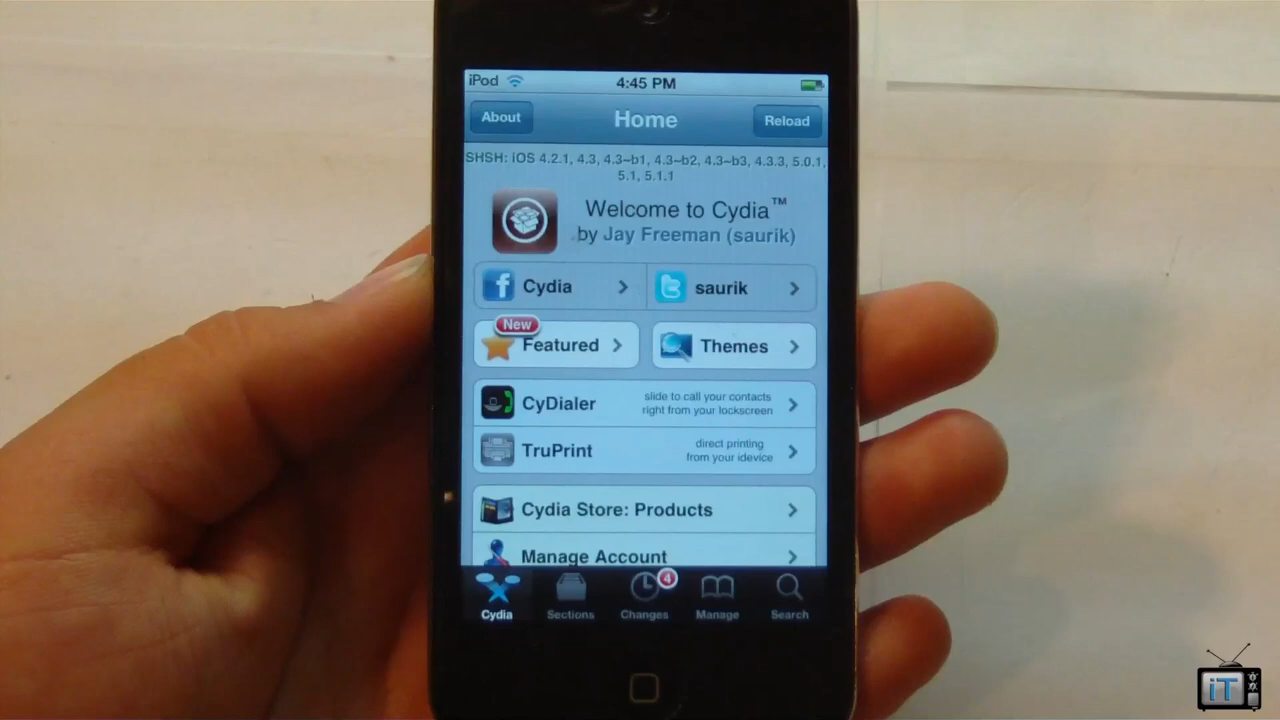 iPod 4:45 PM
About Home Reload
SHSH: iOS 4.2.1, 4.3, 4.3~b1, 4.3~b2, 4.3~b3, 4.3.3, 5.0.1,
5.1, 5.1.1
Welcome to Cydia™
by Jay Freeman (saurik)
Cydia saurik
New
Featured Themes
CyDialer slide to call your contacts
right from your lockscreen
TruPrint direct printing
from your idevice
Cydia Store: Products
Manage Account
4
Cydia Sections Changes Manage Search
iT